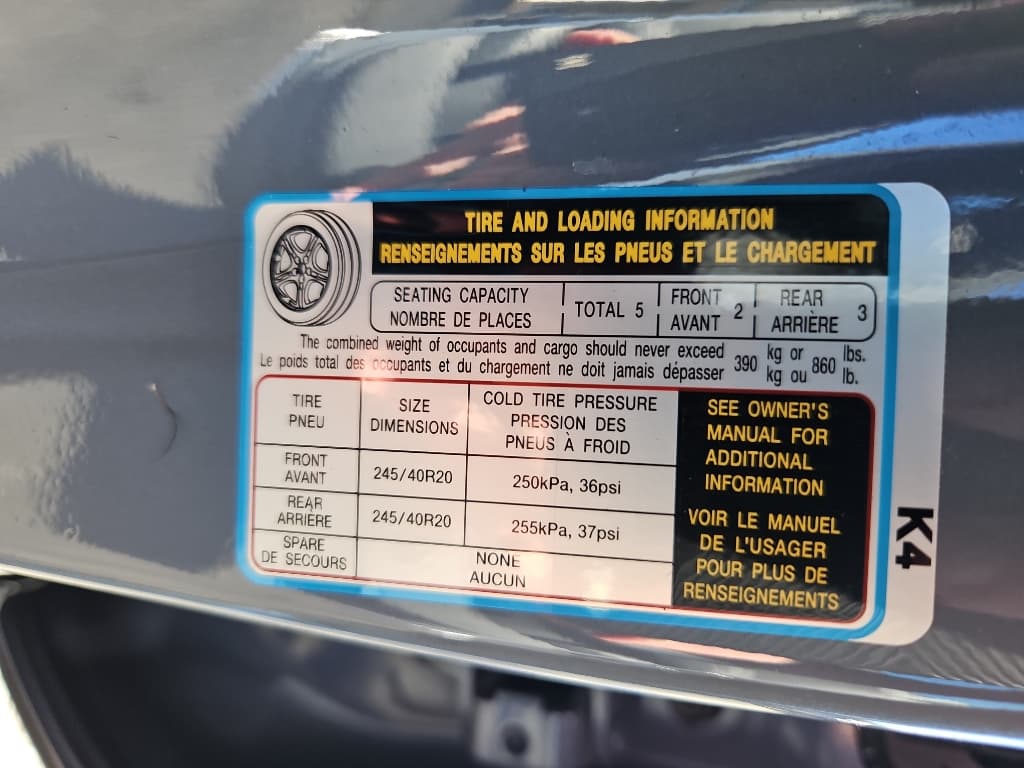 TIRE AND LOADING INFORMATION
RENSEIGNEMENTS SUR LES PNEUS ET LE CHARGEMENT
SEATING CAPACITY
NOMBRE DE PLACES
TOTAL 5
FRONT
AVANT
2
REAR
ARRIÈRE
3
The combined weight of occupants and cargo should never exceed 390 kg or 860 lbs.
Le poids total des occupants et du chargement ne doit jamais dépasser kg ou lb.
TIRE
PNEU
SIZE
DIMENSIONS
COLD TIRE PRESSURE
PRESSION DES
PNEUS À FROID
FRONT
AVANT
245/40R20
250kPa, 36psi
REAR
ARRIERE
245/40R20
255kPa, 37psi
SPARE
DE SECOURS
NONE
AUCUN
SEE OWNER'S
MANUAL FOR
ADDITIONAL
INFORMATION
VOIR LE MANUEL
DE L'USAGER
POUR PLUS DE
RENSEIGNEMENTS
K4